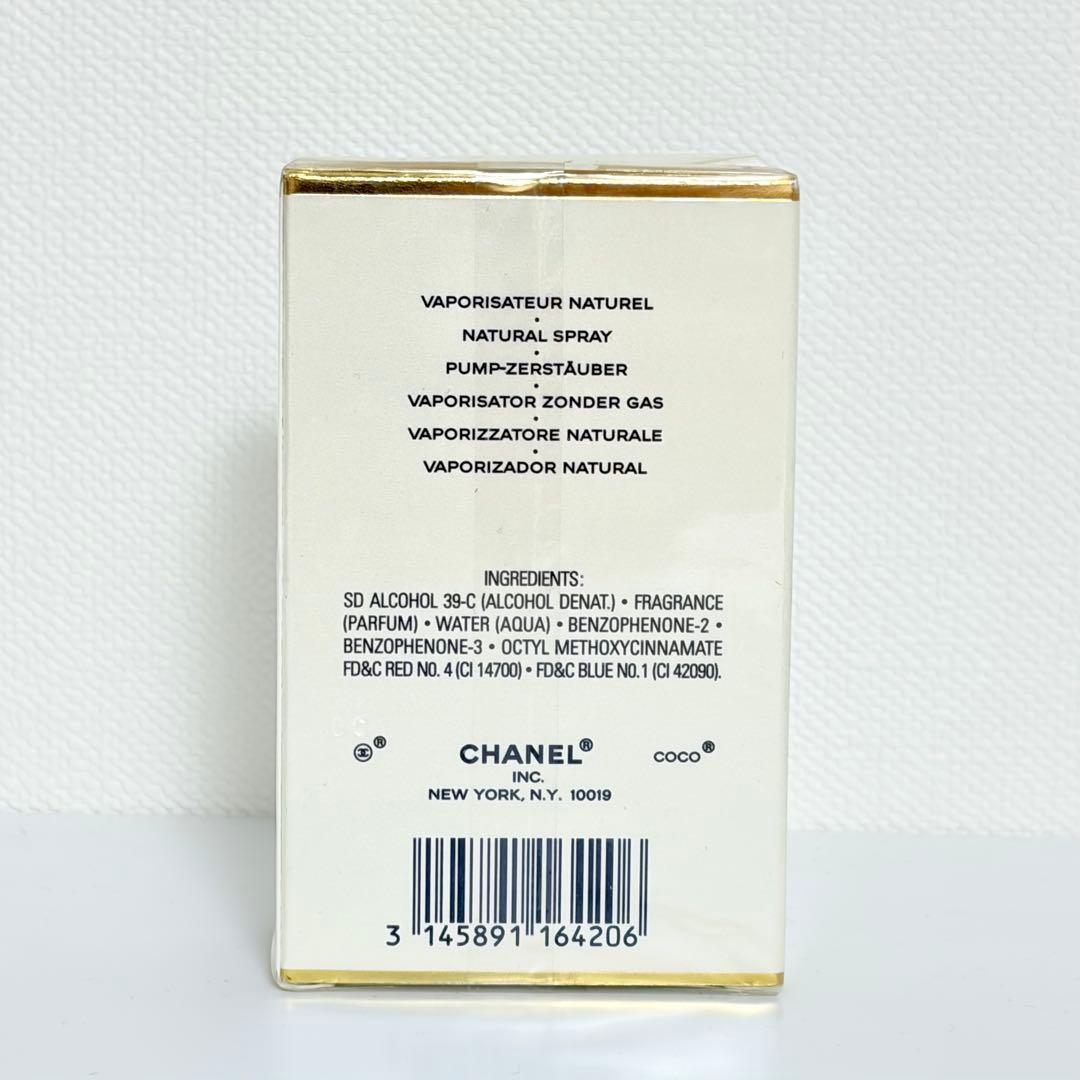 VAPORISATEUR NATUREL
•
NATURAL SPRAY
•
PUMP-ZERSTÄUBER
•
VAPORISATOR ZONDER GAS
•
VAPORIZZATORE NATURALE
•
VAPORIZADOR NATURAL
INGREDIENTS:
SD ALCOHOL 39-C (ALCOHOL DENAT.) • FRAGRANCE
(PARFUM) • WATER (AQUA) • BENZOPHENONE-2 •
BENZOPHENONE-3 • OCTYL METHOXYCINNAMATE
FD&C RED NO. 4 (CI 14700) • FD&C BLUE NO.1 (CI 42090).
® CHANEL® COCO®
INC.
NEW YORK, N.Y. 10019
3 145891 164206